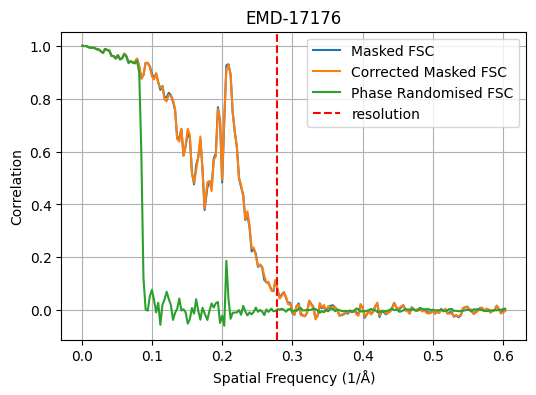 EMD-17176
Masked FSC
Corrected Masked FSC
Phase Randomised FSC
resolution
Correlation
1.0
0.8
0.6
0.4
0.2
0.0
0.0 0.1 0.2 0.3 0.4 0.5 0.6
Spatial Frequency (1/Å)